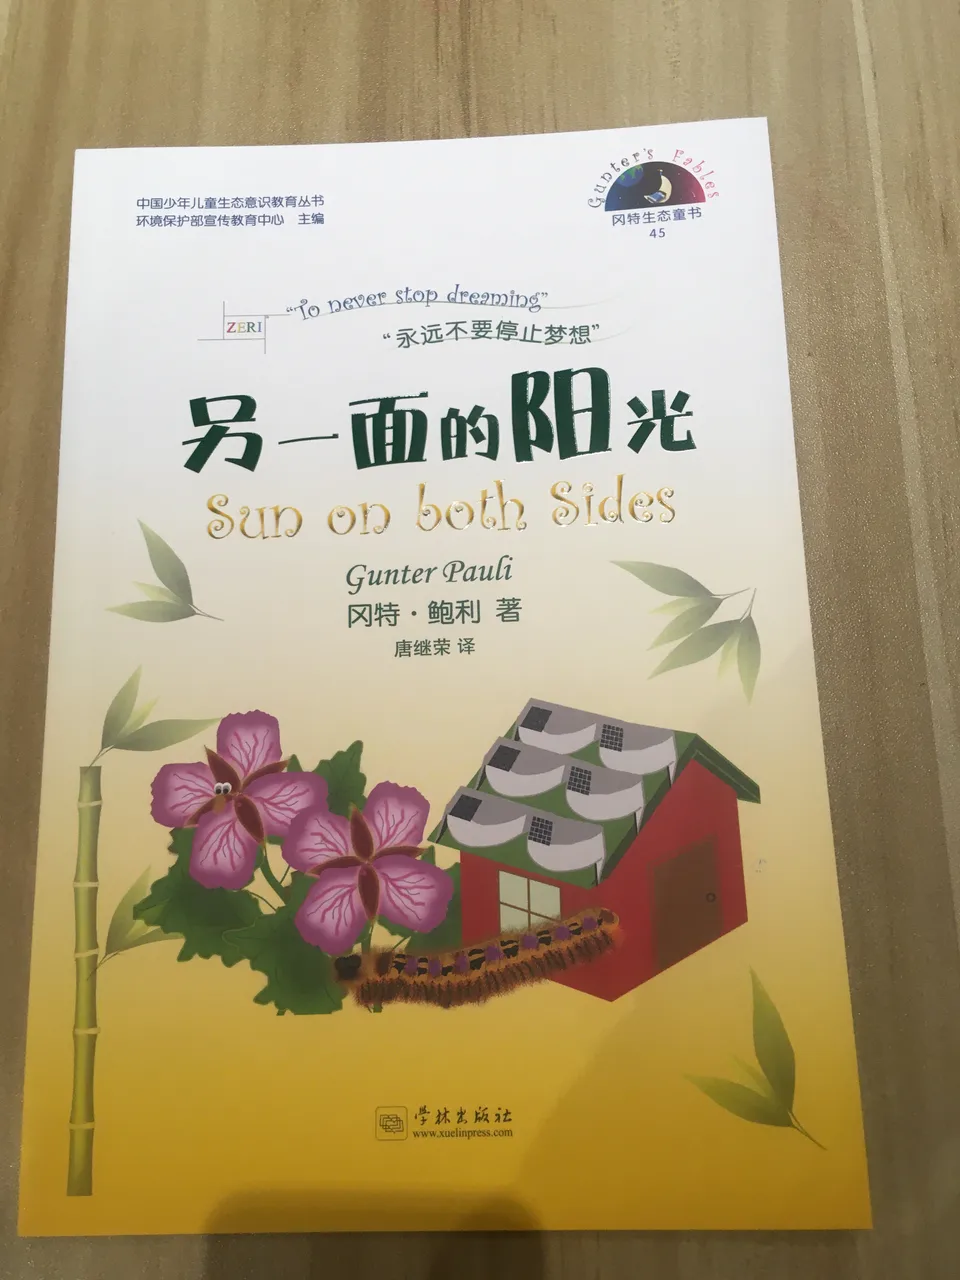 中国少年儿童生态意识教育丛书
环境保护部宣传教育中心 主编
Gunter's Fables
冈特生态童书
45
ZERI
"To never stop dreaming"
"永远不要停止梦想"
另一面的阳光
Sun on both Sides
Gunter Pauli
冈特·鲍利 著
唐继荣 译
学林出版社
www.xuelinpress.com